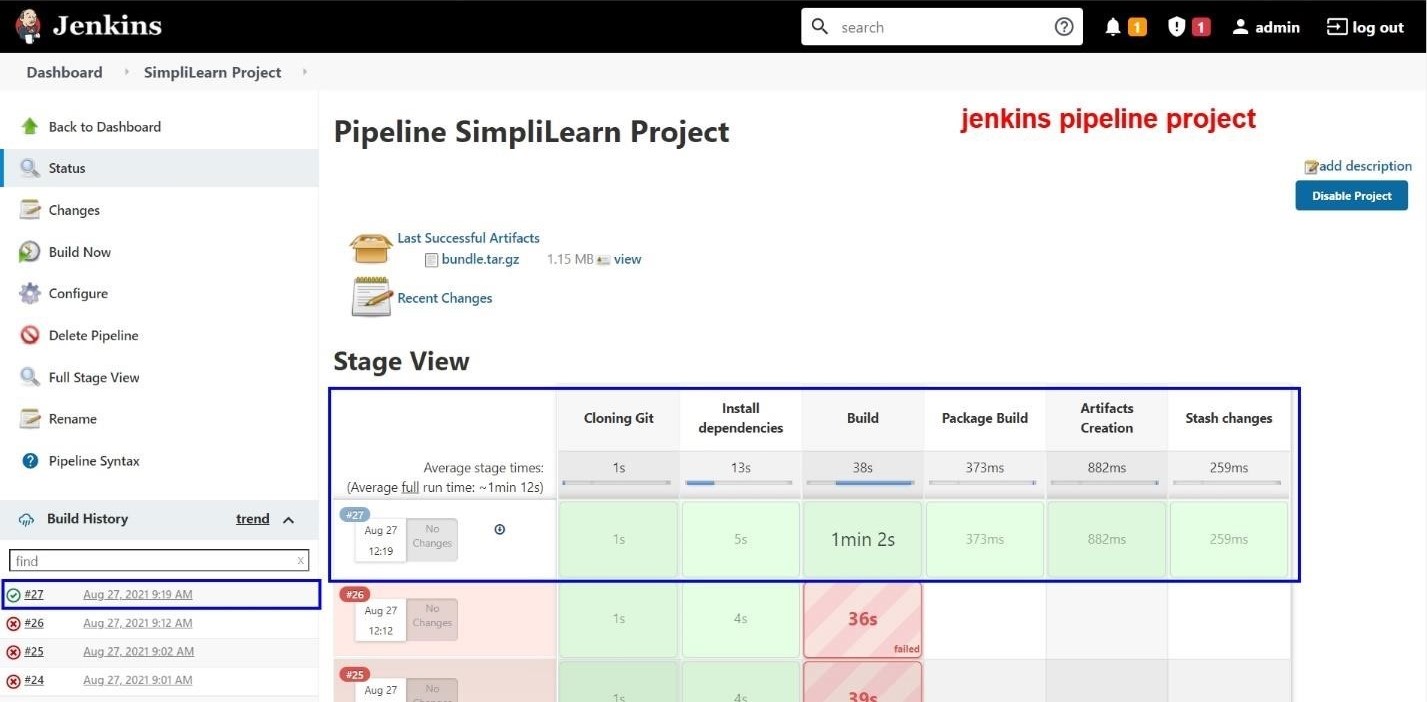 Jenkins
search
1
1
admin
log out
Dashboard
SimpliLearn Project
Back to Dashboard
Status
Changes
Build Now
Configure
Delete Pipeline
Full Stage View
Rename
Pipeline Syntax
Build History
trend
find
x
#27 Aug 27, 2021 9:19 AM
#26 Aug 27, 2021 9:12 AM
#25 Aug 27, 2021 9:02 AM
#24 Aug 27, 2021 9:01 AM
Pipeline SimpliLearn Project
jenkins pipeline project
add description
Disable Project
Last Successful Artifacts
bundle.tar.gz 1.15 MB view
Recent Changes
Stage View
Cloning Git
Install
dependencies
Build
Package Build
Artifacts
Creation
Stash changes
Average stage times:
(Average full run time: ~1min 12s)
1s 13s 38s 373ms 882ms 259ms
#27
Aug 27
12:19
No
Changes
1s 5s 1min 2s 373ms 882ms 259ms
#26
Aug 27
12:12
No
Changes
1s 4s 36s
failed
#25
Aug 27
No
Changes
1s 4s 39s